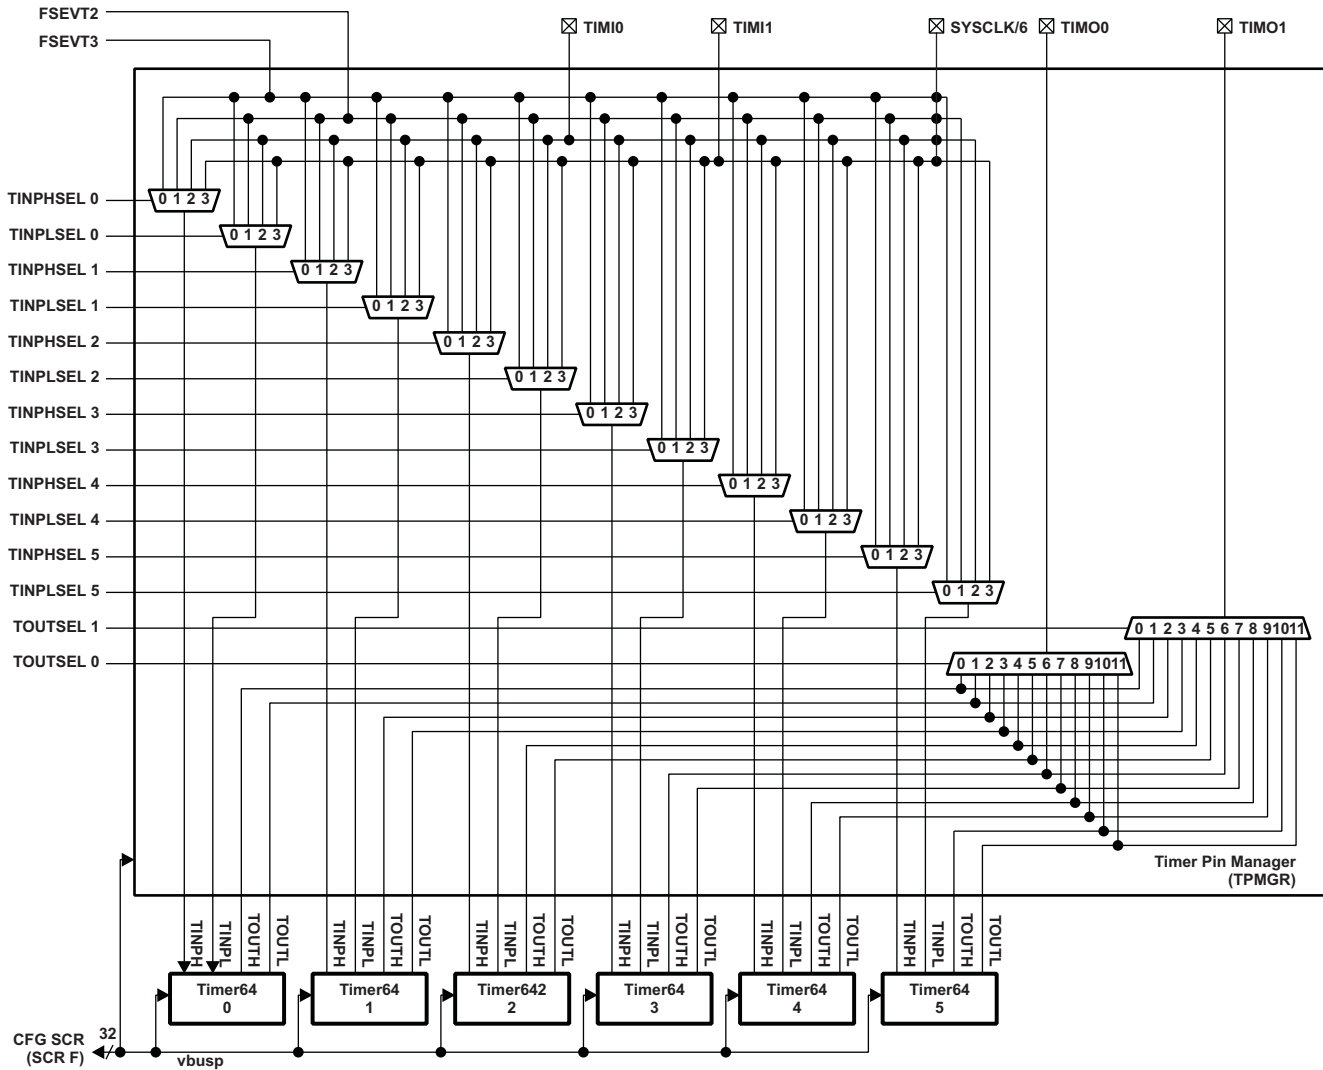 FSEVT2
FSEVT3
TIMI0
TIMI1
SYSCLK/6
TIMO0
TIMO1
TINPHSEL 0
0 1 2 3
TINPLSEL 0
0 1 2 3
TINPHSEL 1
0 1 2 3
TINPLSEL 1
0 1 2 3
TINPHSEL 2
0 1 2 3
TINPLSEL 2
0 1 2 3
TINPHSEL 3
0 1 2 3
TINPLSEL 3
0 1 2 3
TINPHSEL 4
0 1 2 3
TINPLSEL 4
0 1 2 3
TINPHSEL 5
0 1 2 3
TINPLSEL 5
0 1 2 3
TOUTSEL 1
0 1 2 3 4 5 6 7 8 91011
TOUTSEL 0
0 1 2 3 4 5 6 7 8 91011
Timer Pin Manager
(TPMGR)
TINPH
TINPL
TOUTH
TOUTL
TINPH
TINPL
TOUTH
TOUTL
TINPH
TINPL
TOUTH
TOUTL
TINPH
TINPL
TOUTH
TOUTL
TINPH
TINPL
TOUTH
TOUTL
TINPH
TINPL
TOUTH
TOUTL
Timer64
0
Timer64
1
Timer642
2
Timer64
3
Timer64
4
Timer64
5
CFG SCR
(SCR F)
32
vbusp